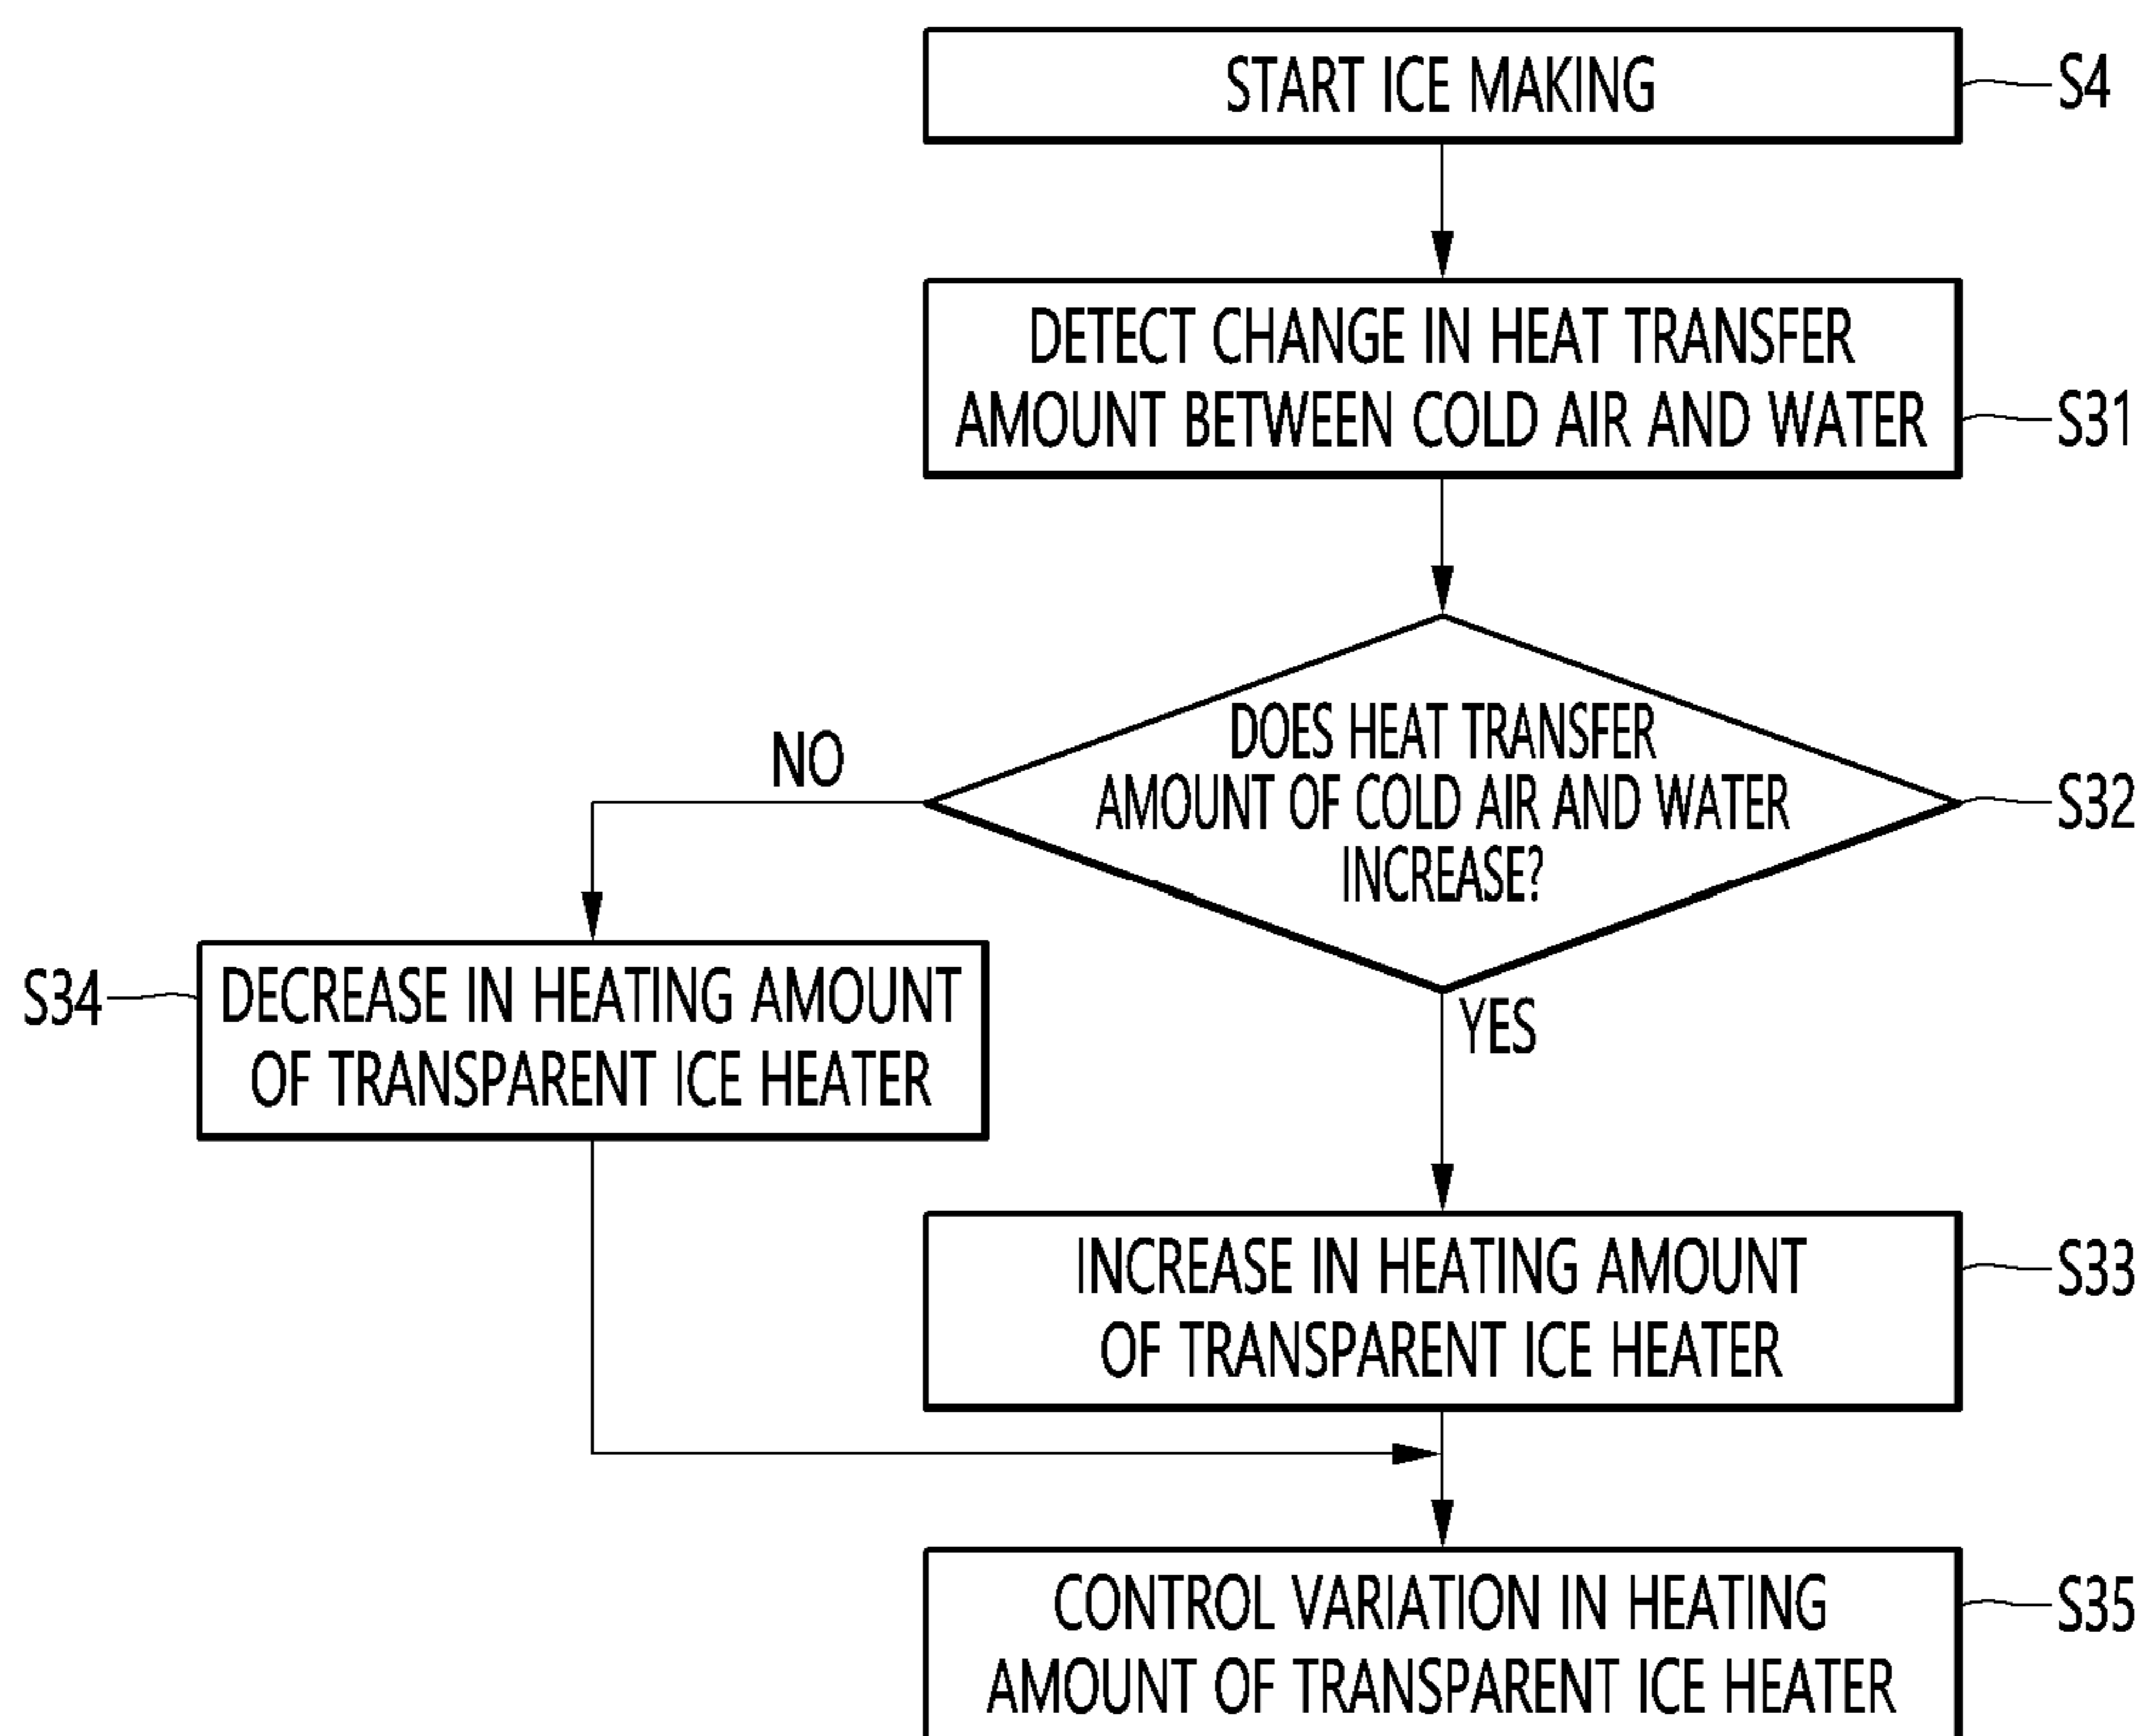 START ICE MAKING
S4
DETECT CHANGE IN HEAT TRANSFER
AMOUNT BETWEEN COLD AIR AND WATER
S31
DOES HEAT TRANSFER
AMOUNT OF COLD AIR AND WATER
INCREASE?
S32
NO
YES
S34
DECREASE IN HEATING AMOUNT
OF TRANSPARENT ICE HEATER
INCREASE IN HEATING AMOUNT
OF TRANSPARENT ICE HEATER
S33
CONTROL VARIATION IN HEATING
AMOUNT OF TRANSPARENT ICE HEATER
S35